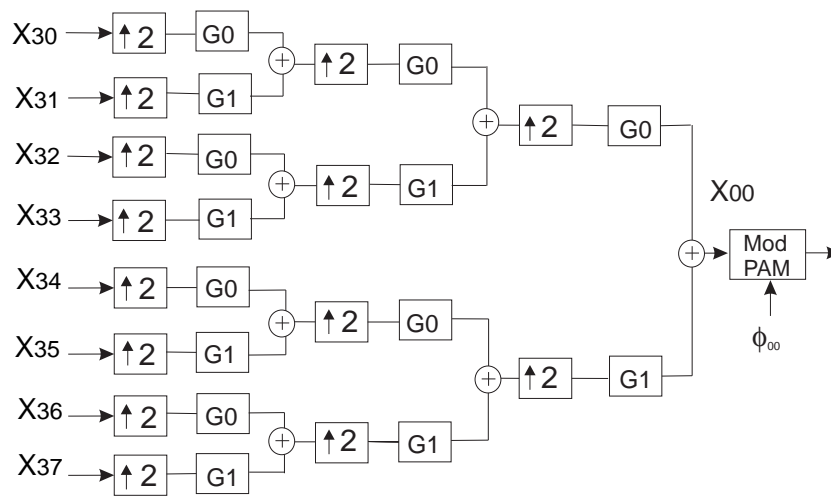 X30 ↑2 G0
+ ↑2 G0
X31 ↑2 G1
+ ↑2 G0
X32 ↑2 G0
+ ↑2 G1
X33 ↑2 G1
X00
+ Mod PAM
ϕ00
X34 ↑2 G0
+ ↑2 G0
X35 ↑2 G1
+ ↑2 G1
X36 ↑2 G0
+ ↑2 G1
X37 ↑2 G1